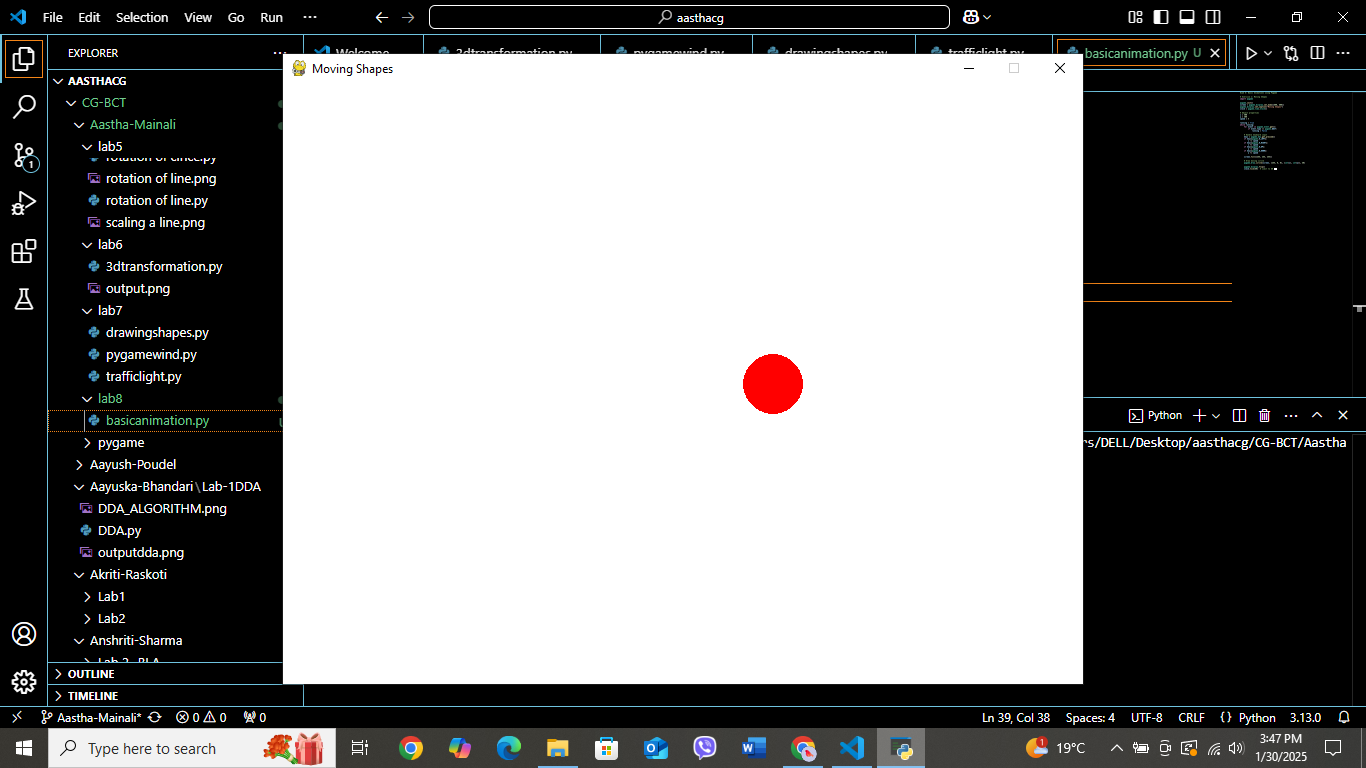 File Edit Selection View Go Run ··· aasthacg
EXPLORER ···
Welcome 3dtransformation.py pygamewind.py drawingshapes.py trafficlight.py basicanimation.py U
Moving Shapes
AASTHACG
CG-BCT
Aastha-Mainali
lab5
rotation of line.png
rotation of line.py
scaling a line.png
lab6
3dtransformation.py
output.png
lab7
drawingshapes.py
pygamewind.py
trafficlight.py
lab8
basicanimation.py
pygame
Aayush-Poudel
Aayuska-Bhandari\Lab-1DDA
DDA_ALGORITHM.png
DDA.py
outputdda.png
Akriti-Raskoti
Lab1
Lab2
Anshriti-Sharma
OUTLINE
TIMELINE
Python
rs/DELL/Desktop/aasthacg/CG-BCT/Aastha
1
Aastha-Mainali* 0 0 0 Ln 39, Col 38 Spaces: 4 UTF-8 CRLF {} Python 3.13.0
Type here to search 1 19°C 3:47 PM
1/30/2025